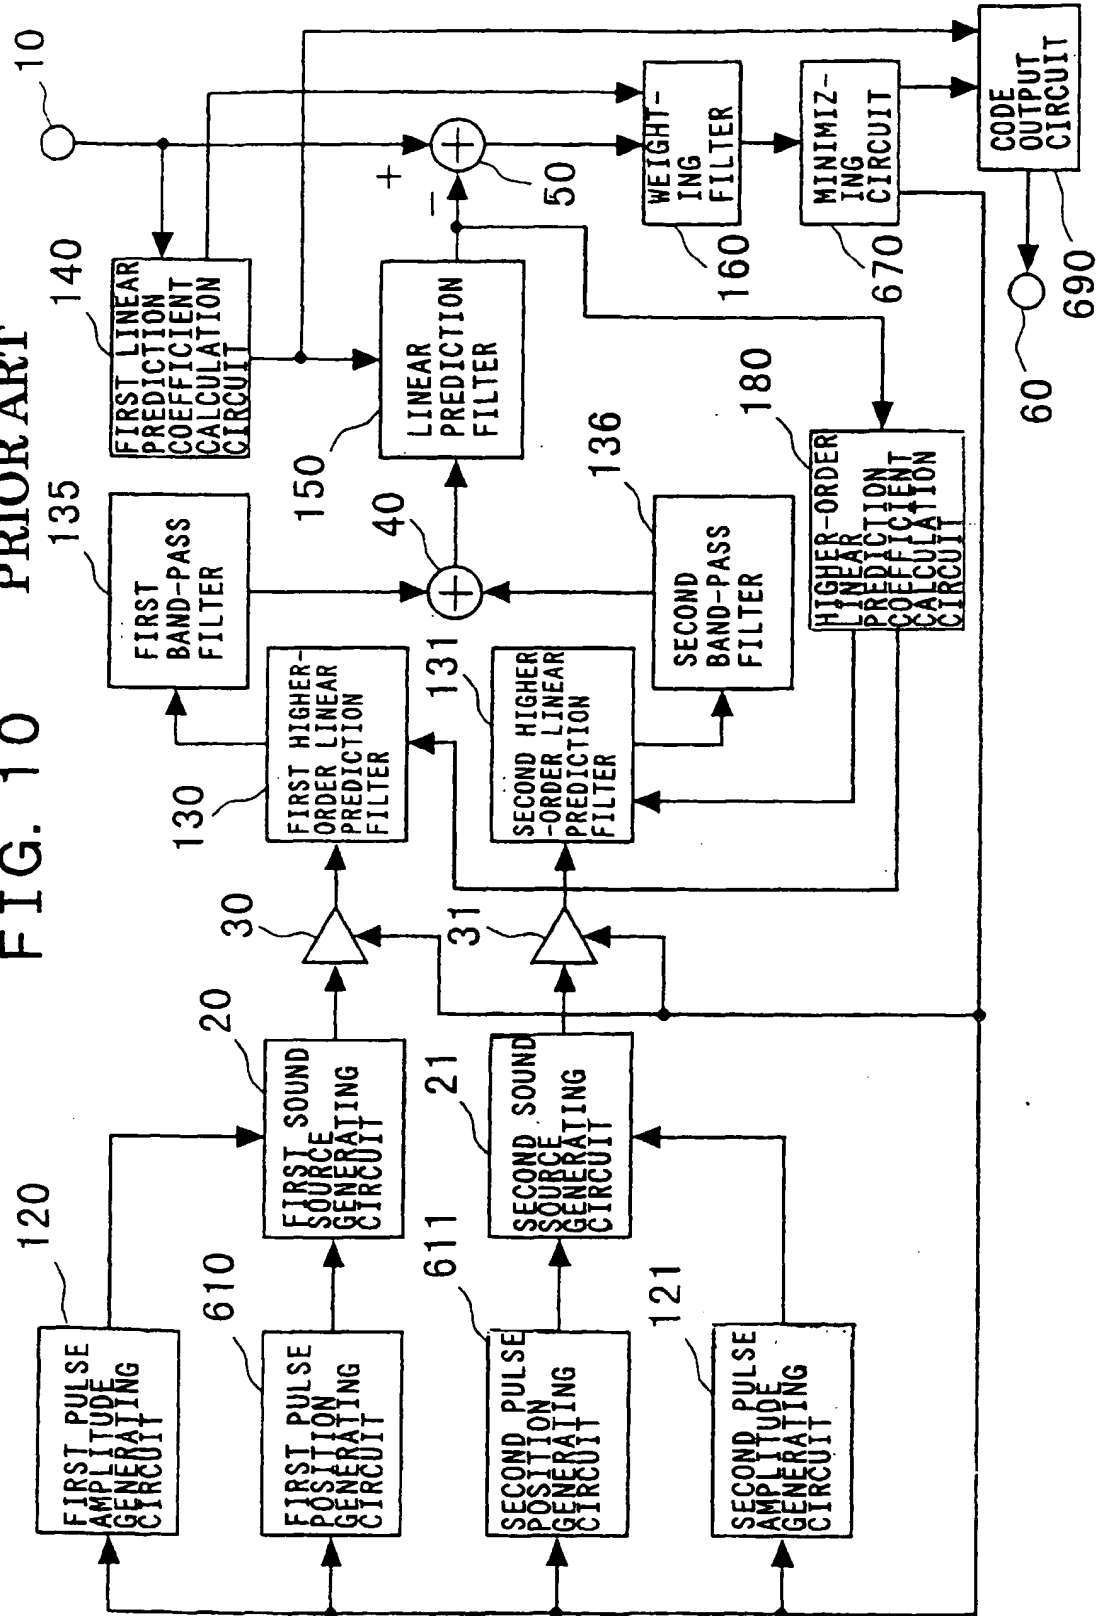 FIG. 10 PRIOR ART
120
FIRST PULSE
AMPLITUDE
GENERATING
CIRCUIT
610
FIRST PULSE
POSITION
GENERATING
CIRCUIT
611
SECOND PULSE
POSITION
GENERATING
CIRCUIT
121
SECOND PULSE
AMPLITUDE
GENERATING
CIRCUIT
20
FIRST SOUND
SOURCE
GENERATING
CIRCUIT
21
SECOND SOUND
SOURCE
GENERATING
CIRCUIT
30
31
130
FIRST HIGHER-
ORDER LINEAR
PREDICTION
FILTER
131
SECOND HIGHER
-ORDER LINEAR
PREDICTION
FILTER
135
FIRST
BAND-PASS
FILTER
40
+
136
SECOND
BAND-PASS
FILTER
140
FIRST LINEAR
PREDICTION
COEFFICIENT
CALCULATION
CIRCUIT
150
LINEAR
PREDICTION
FILTER
180
HIGHER-ORDER
LINEAR
PREDICTION
COEFFICIENT
CALCULATION
CIRCUIT
10
+
-
+
50
WEIGHT-
ING
FILTER
160
MINIMIZ-
ING
CIRCUIT
670
CODE
OUTPUT
CIRCUIT
690
60